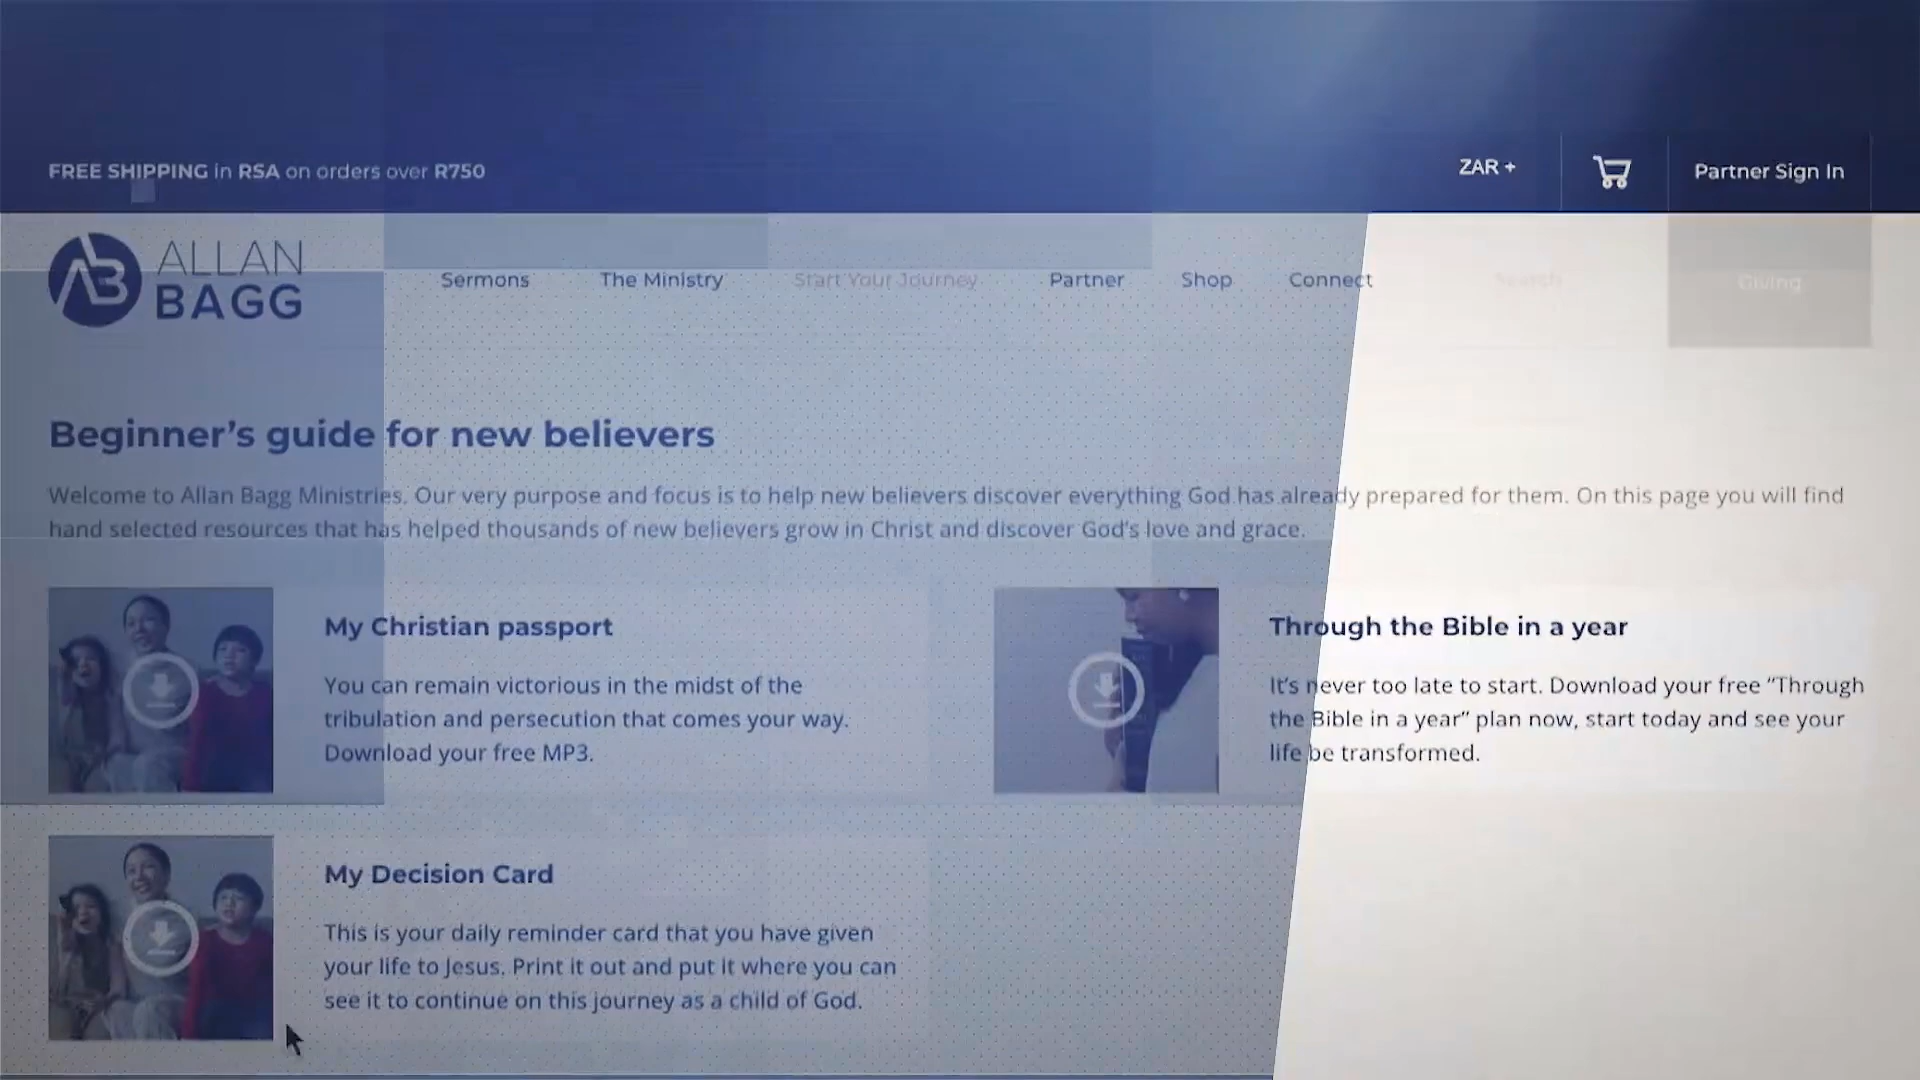 FREE SHIPPING in RSA on orders over R750
ZAR +
Partner Sign In
ALLAN
BAGG
Sermons
The Ministry
Start Your Journey
Partner
Shop
Connect
Search
Giving
Beginner’s guide for new believers
Welcome to Allan Bagg Ministries. Our very purpose and focus is to help new believers discover everything God has already prepared for them. On this page you will find
hand selected resources that has helped thousands of new believers grow in Christ and discover God’s love and grace.
My Christian passport
You can remain victorious in the midst of the
tribulation and persecution that comes your way.
Download your free MP3.
Through the Bible in a year
It’s never too late to start. Download your free “Through
the Bible in a year” plan now, start today and see your
life be transformed.
My Decision Card
This is your daily reminder card that you have given
your life to Jesus. Print it out and put it where you can
see it to continue on this journey as a child of God.